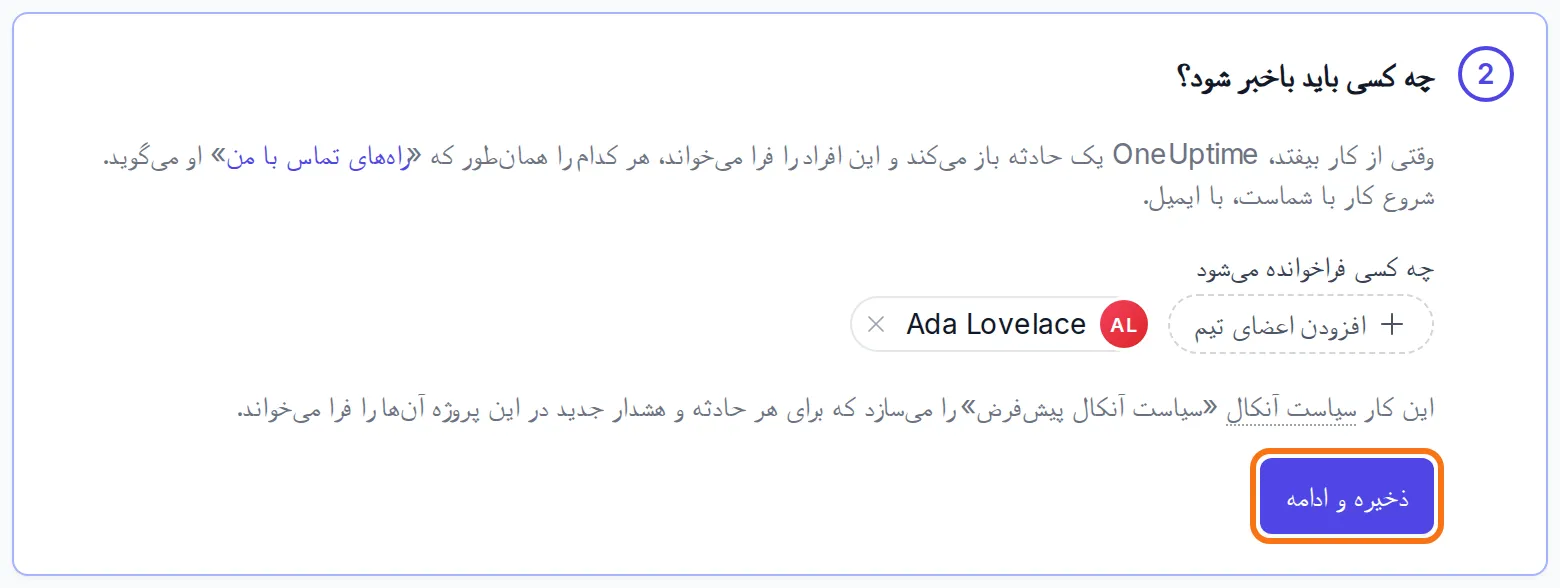 2
چه کسی باید باخبر شود؟
وقتی از کار بیفتد، OneUptime یک حادثه باز می‌کند و این افراد را فرا می‌خواند، هر کدام را همان‌طور که «راه‌های تماس با من» او می‌گوید.
شروع کار با شماست، با ایمیل.
چه کسی فراخوانده می‌شود
افزودن اعضای تیم
AL Ada Lovelace
این کار سیاست آنکال «سیاست آنکال پیش‌فرض» را می‌سازد که برای هر حادثه و هشدار جدید در این پروژه آن‌ها را فرا می‌خواند.
ذخیره و ادامه